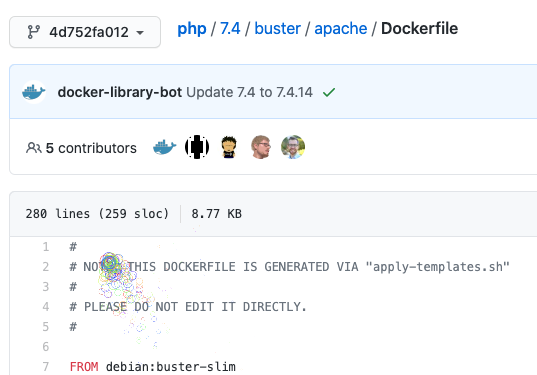 4d752fa012
php / 7.4 / buster / apache / Dockerfile
docker-library-bot Update 7.4 to 7.4.14
5 contributors
280 lines (259 sloc) 8.77 KB
1 #
2 # THIS DOCKERFILE IS GENERATED VIA "apply-templates.sh"
3 #
4 # PLEASE DO NOT EDIT IT DIRECTLY.
5 #
6
7 FROM debian:buster-slim